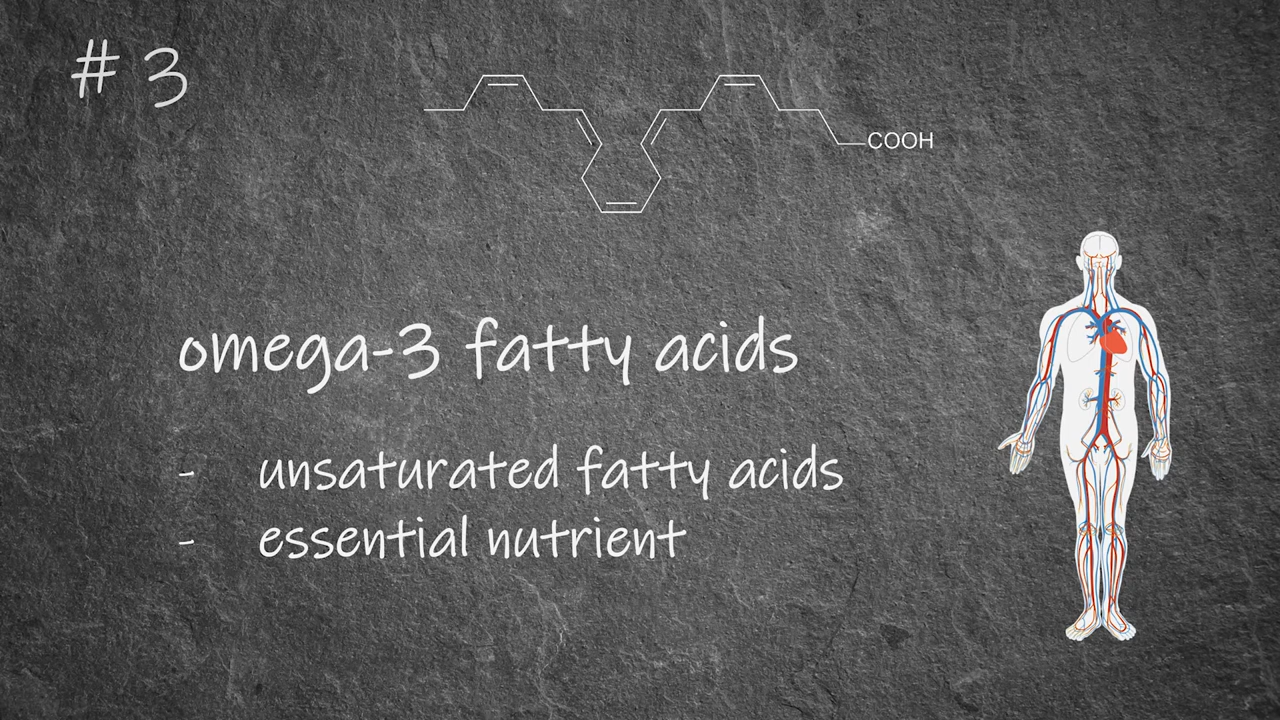 # 3
COOH
omega-3 fatty acids
- unsaturated fatty acids
- essential nutrient